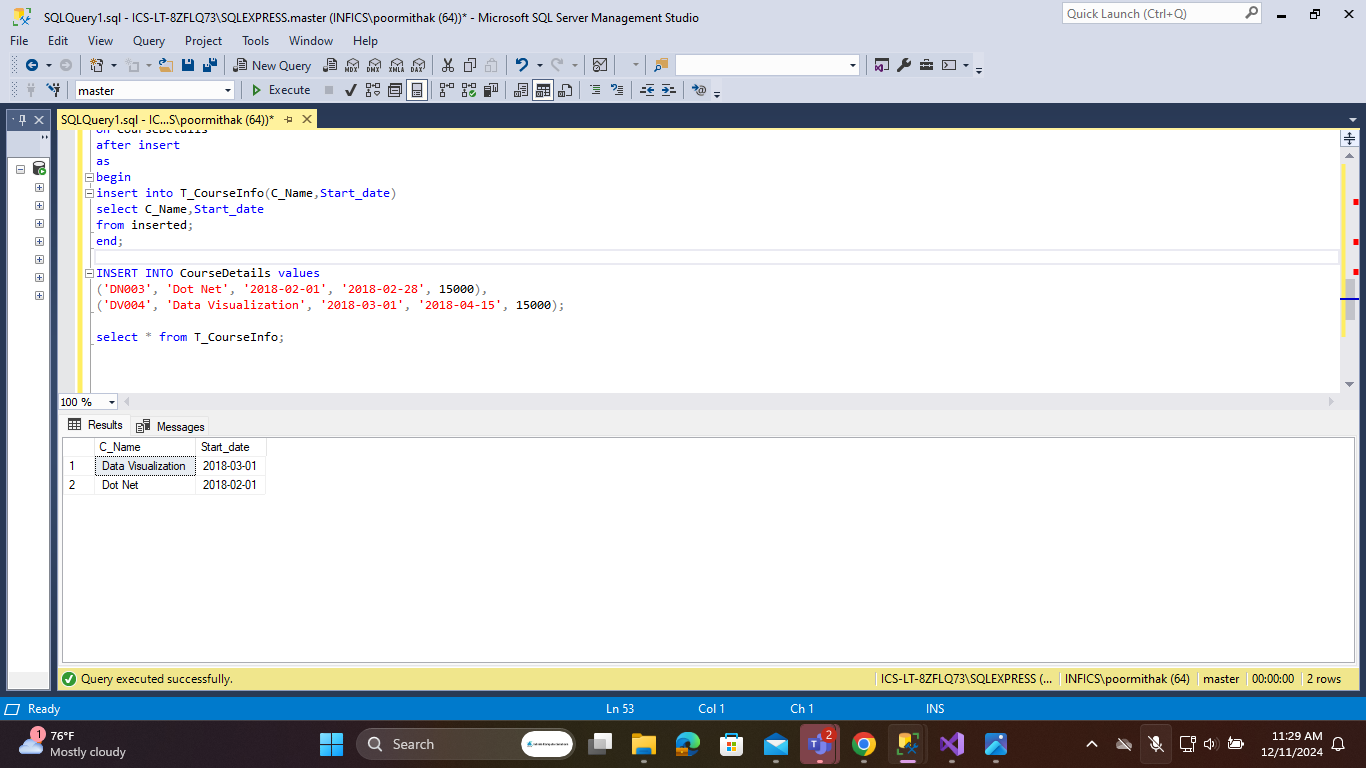 SQLQuery1.sql - ICS-LT-8ZFLQ73\SQLEXPRESS.master (INFICS\poormithak (64))* - Microsoft SQL Server Management Studio
Quick Launch (Ctrl+Q)
File Edit View Query Project Tools Window Help
New Query MDX DMX XMLA DAX
master Execute
SQLQuery1.sql - IC...S\poormithak (64))*
on CourseDetails
after insert
as
begin
insert into T_CourseInfo(C_Name,Start_date)
select C_Name,Start_date
from inserted;
end;
INSERT INTO CourseDetails values
('DN003', 'Dot Net', '2018-02-01', '2018-02-28', 15000),
('DV004', 'Data Visualization', '2018-03-01', '2018-04-15', 15000);
select * from T_CourseInfo;
100 %
Results Messages
C_Name Start_date
1 Data Visualization 2018-03-01
2 Dot Net 2018-02-01
Query executed successfully. ICS-LT-8ZFLQ73\SQLEXPRESS (... INFICS\poormithak (64) master 00:00:00 2 rows
Ready Ln 53 Col 1 Ch 1 INS
1 76°F
Mostly cloudy
Search
2
11:29 AM
12/11/2024